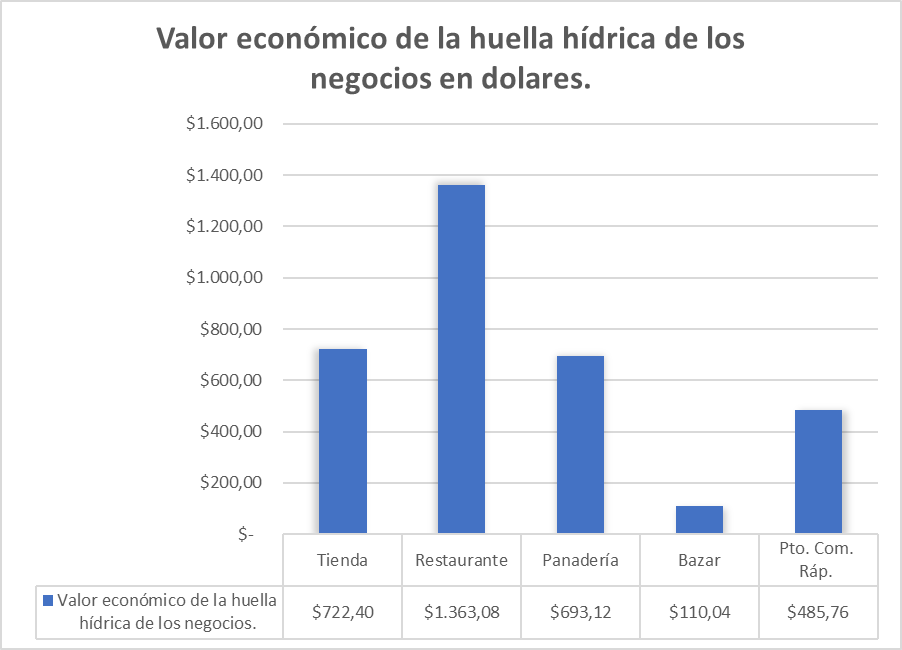 Valor económico de la huella hídrica de los
negocios en dolares.
$1.600,00
$1.400,00
$1.200,00
$1.000,00
$800,00
$600,00
$400,00
$200,00
$-
Tienda
Restaurante
Panadería
Bazar
Pto. Com.
Ráp.
Valor económico de la huella
hídrica de los negocios.
$722,40
$1.363,08
$693,12
$110,04
$485,76